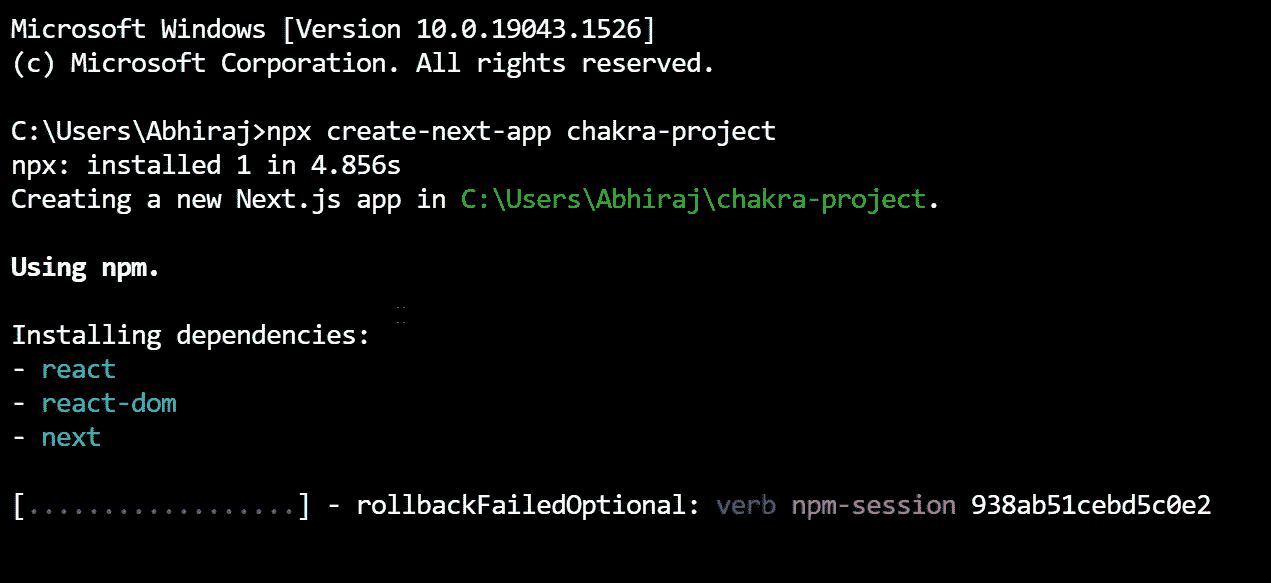 Microsoft Windows [Version 10.0.19043.1526]
(c) Microsoft Corporation. All rights reserved.
C:\Users\Abhiraj>npx create-next-app chakra-project
npx: installed 1 in 4.856s
Creating a new Next.js app in C:\Users\Abhiraj\chakra-project.
Using npm.
Installing dependencies:
- react
- react-dom
- next
[..................] - rollbackFailedOptional: verb npm-session 938ab51cebd5c0e2